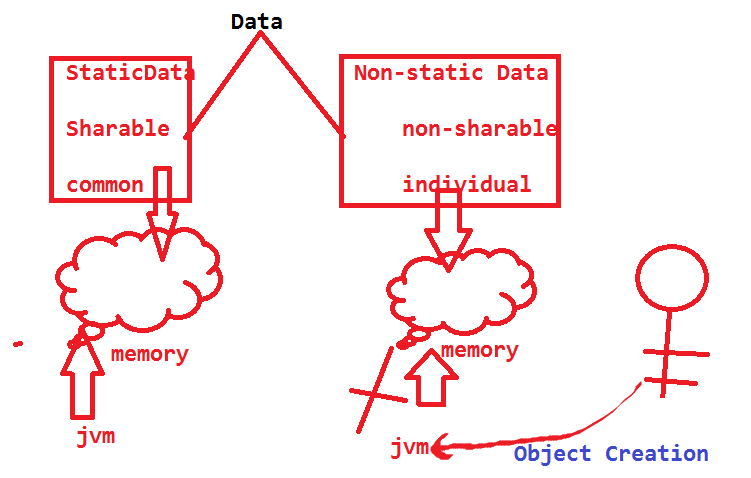 Data
StaticData
Sharable
common
Non-static Data
non-sharable
individual
memory
memory
jvm
jvm
Object Creation